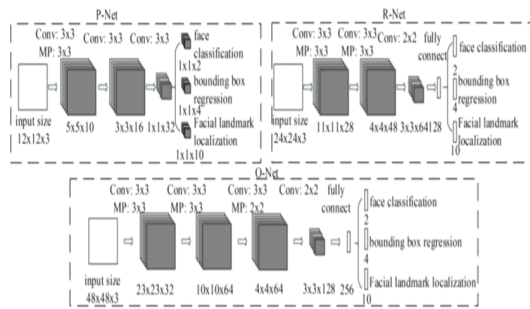 P-Net
Conv: 3x3 Conv: 3x3 Conv: 3x3
MP: 3x3
face
classification
1x1x2
bounding box
regression
1x1x4
Facial landmark
localization
1x1x10
input size
12x12x3
5x5x10
3x3x16
1x1x32
R-Net
Conv: 3x3 Conv: 3x3 Conv: 2x2 fully
MP: 3x3 MP: 3x3 connect
face classification
2
bounding box
regression
4
Facial landmark
localization
10
input size
24x24x3
11x11x28
4x4x48
3x3x64
128
O-Net
Conv: 3x3 Conv: 3x3 Conv: 3x3 Conv: 2x2 fully
MP: 3x3 MP: 3x3 MP: 2x2 connect
face classification
2
bounding box regression
4
Facial landmark localization
10
input size
48x48x3
23x23x32
10x10x64
4x4x64
3x3x128
256